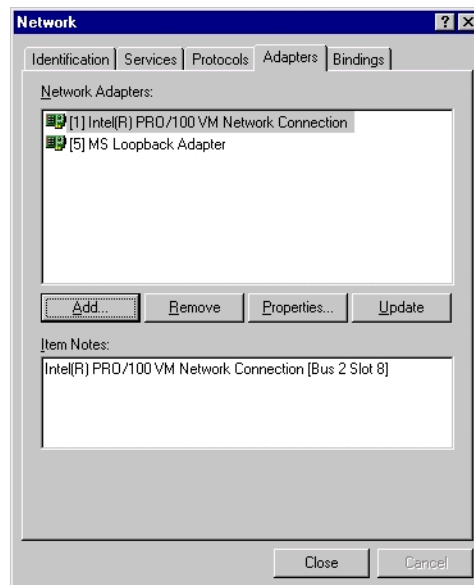 Network
Identification Services Protocols Adapters Bindings
Network Adapters:
[1] Intel(R) PRO/100 VM Network Connection
[5] MS Loopback Adapter
Add... Remove Properties... Update
Item Notes:
Intel(R) PRO/100 VM Network Connection [Bus 2 Slot 8]
Close Cancel